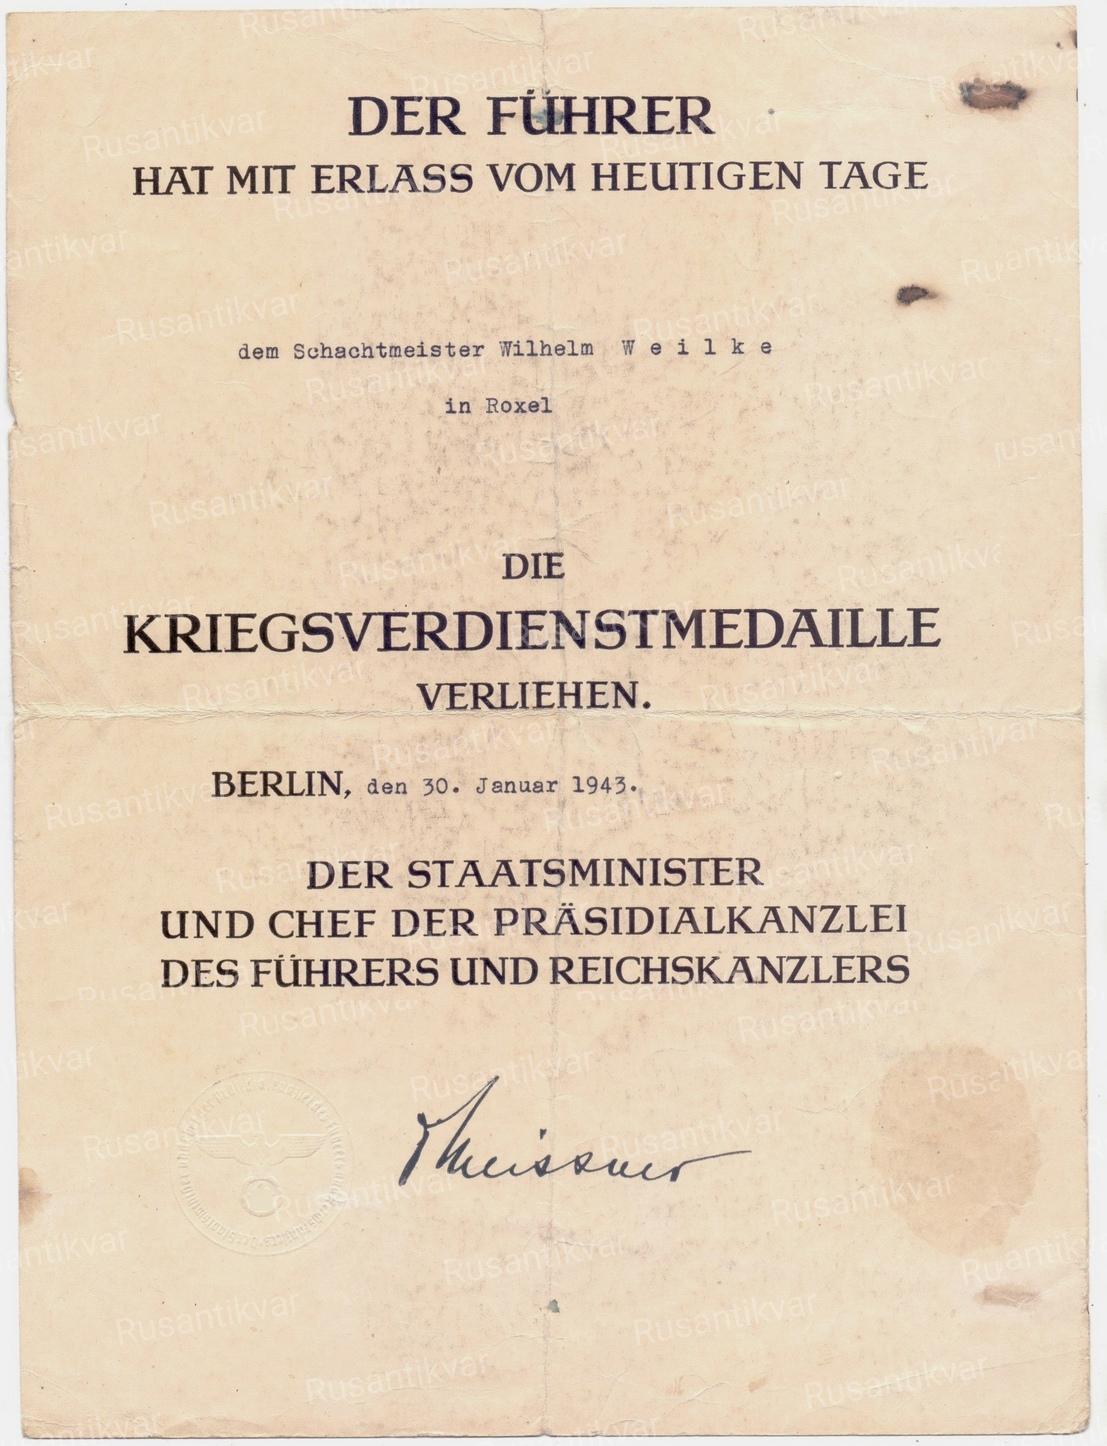 DER FÜHRER
HAT MIT ERLASS VOM HEUTIGEN TAGE
dem Schachtmeister Wilhelm W e i l k e
in Roxel
DIE
KRIEGSVERDIENSTMEDAILLE
VERLIEHEN.
BERLIN, den 30. Januar 1943.
DER STAATSMINISTER
UND CHEF DER PRÄSIDIALKANZLEI
DES FÜHRERS UND REICHSKANZLERS
Meissner
Rusantikvar